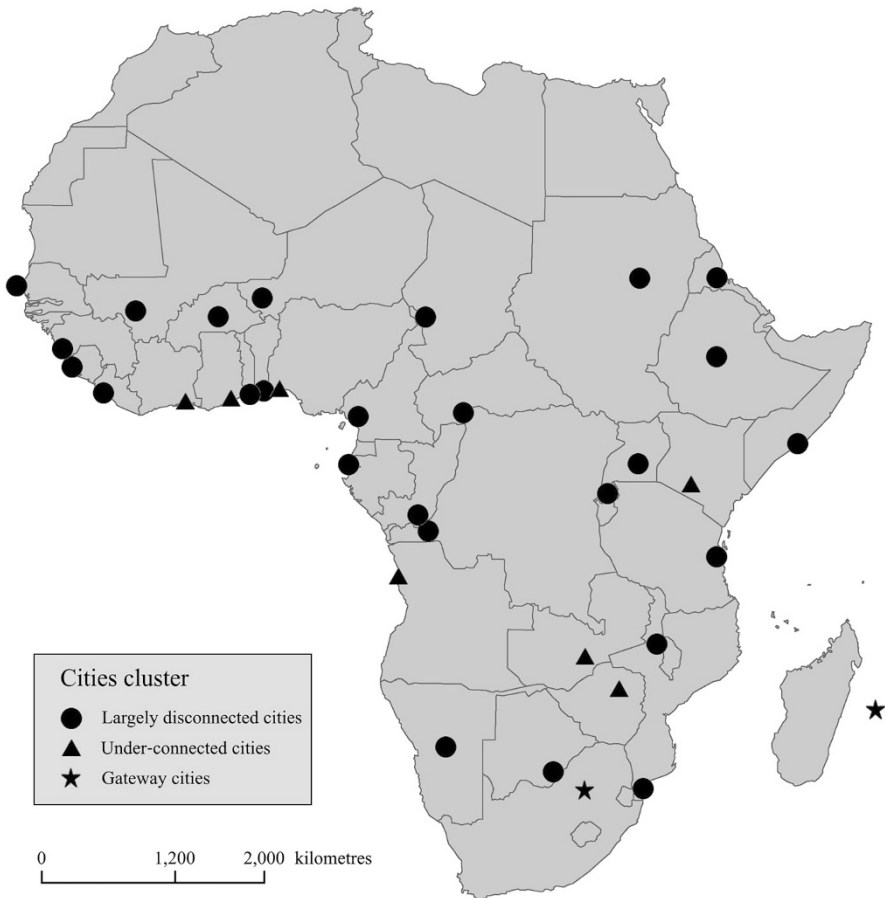 Cities cluster
Largely disconnected cities
Under-connected cities
Gateway cities
0 1,200 2,000 kilometres